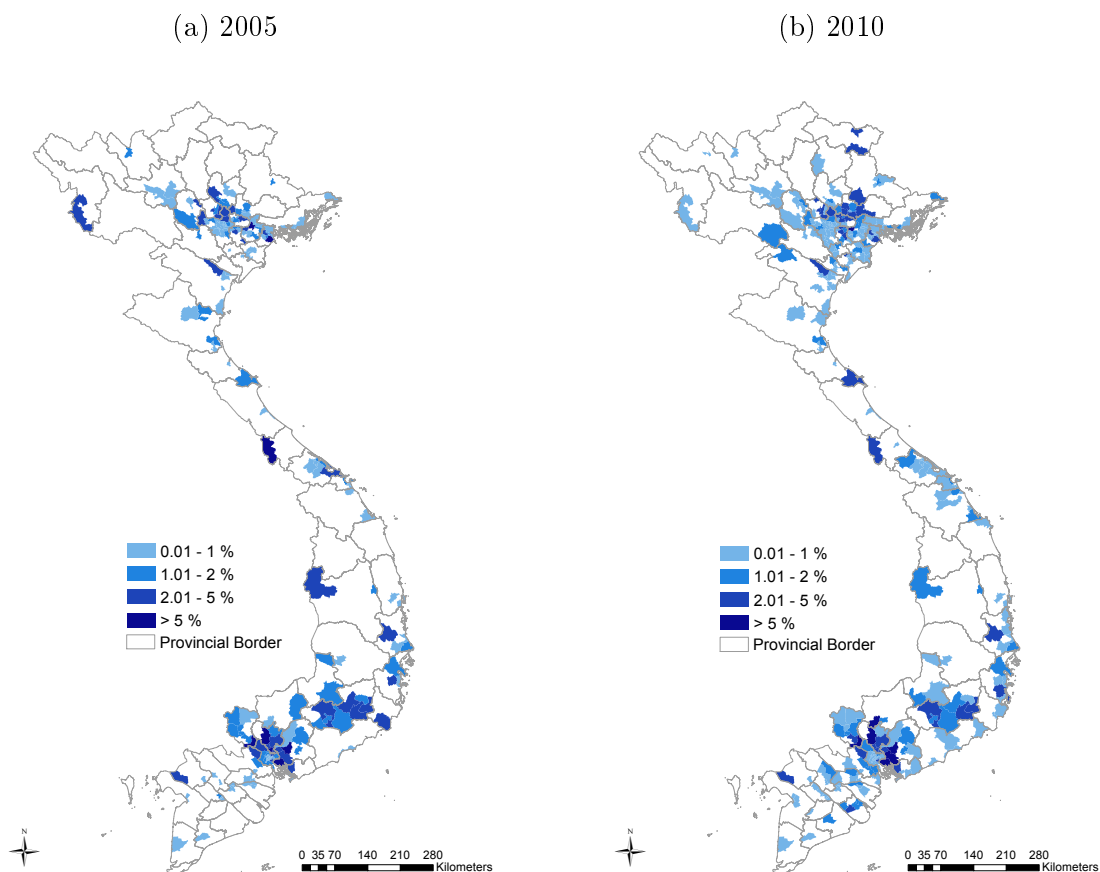 (a) 2005
(b) 2010
0.01 - 1 %
1.01 - 2 %
2.01 - 5 %
> 5 %
Provincial Border
0.01 - 1 %
1.01 - 2 %
2.01 - 5 %
> 5 %
Provincial Border
N
0 35 70 140 210 280
Kilometers
N
0 35 70 140 210 280
Kilometers